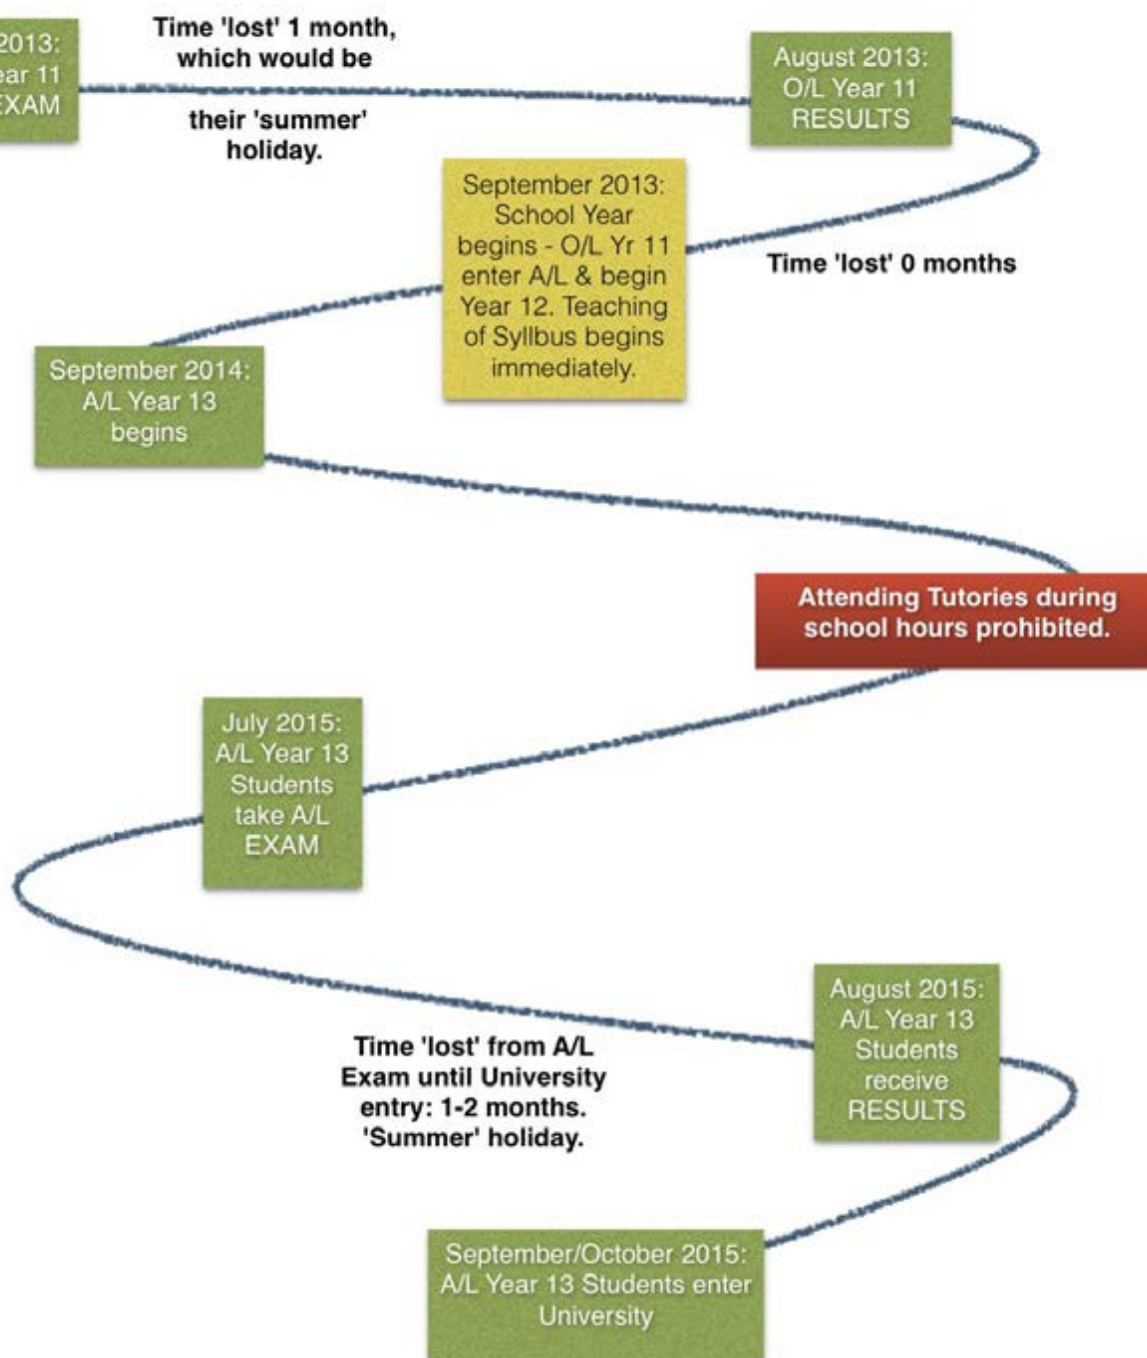 2013:
ear 11
EXAM
Time 'lost' 1 month,
which would be
their 'summer'
holiday.
August 2013:
O/L Year 11
RESULTS
September 2013:
School Year
begins - O/L Yr 11
enter A/L & begin
Year 12. Teaching
of Syllbus begins
immediately.
Time 'lost' 0 months
September 2014:
A/L Year 13
begins
Attending Tutories during
school hours prohibited.
July 2015:
A/L Year 13
Students
take A/L
EXAM
August 2015:
A/L Year 13
Students
receive
RESULTS
Time 'lost' from A/L
Exam until University
entry: 1-2 months.
'Summer' holiday.
September/October 2015:
A/L Year 13 Students enter
University